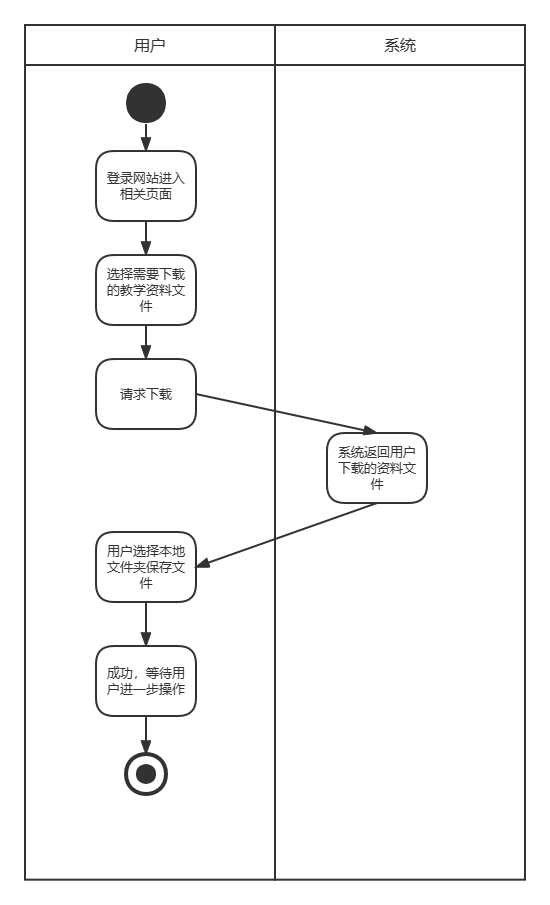 用户
系统
登录网站进入
相关页面
选择需要下载
的教学资料文
件
请求下载
系统返回用户
下载的资料文
件
用户选择本地
文件夹保存文
件
成功，等待用
户进一步操作